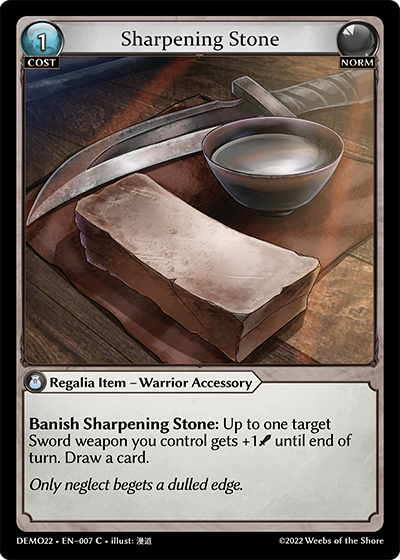 1
Sharpening Stone
COST
NORM
Regalia Item – Warrior Accessory
Banish Sharpening Stone: Up to one target
Sword weapon you control gets +1 until end of
turn. Draw a card.
Only neglect begets a dulled edge.
DEMO22 • EN–007 C • illust: 漫道
©2022 Weebs of the Shore